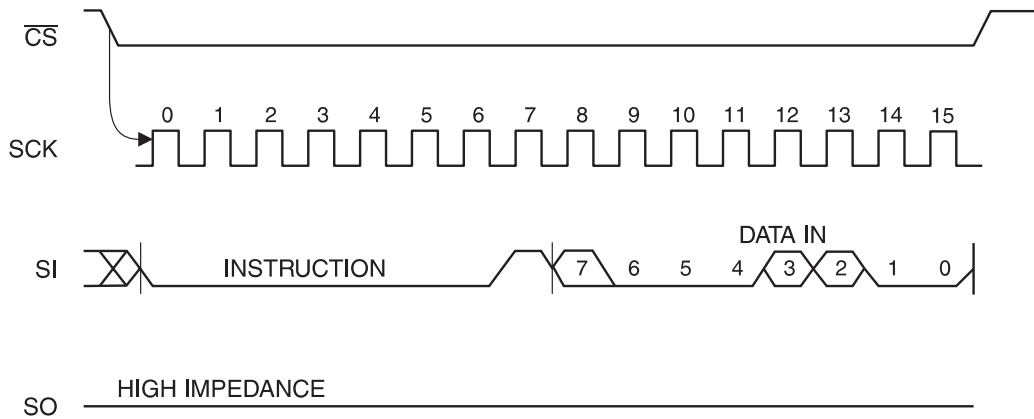 CS
0 1 2 3 4 5 6 7 8 9 10 11 12 13 14 15
SCK
DATA IN
SI INSTRUCTION 7 6 5 4 3 2 1 0
HIGH IMPEDANCE
SO